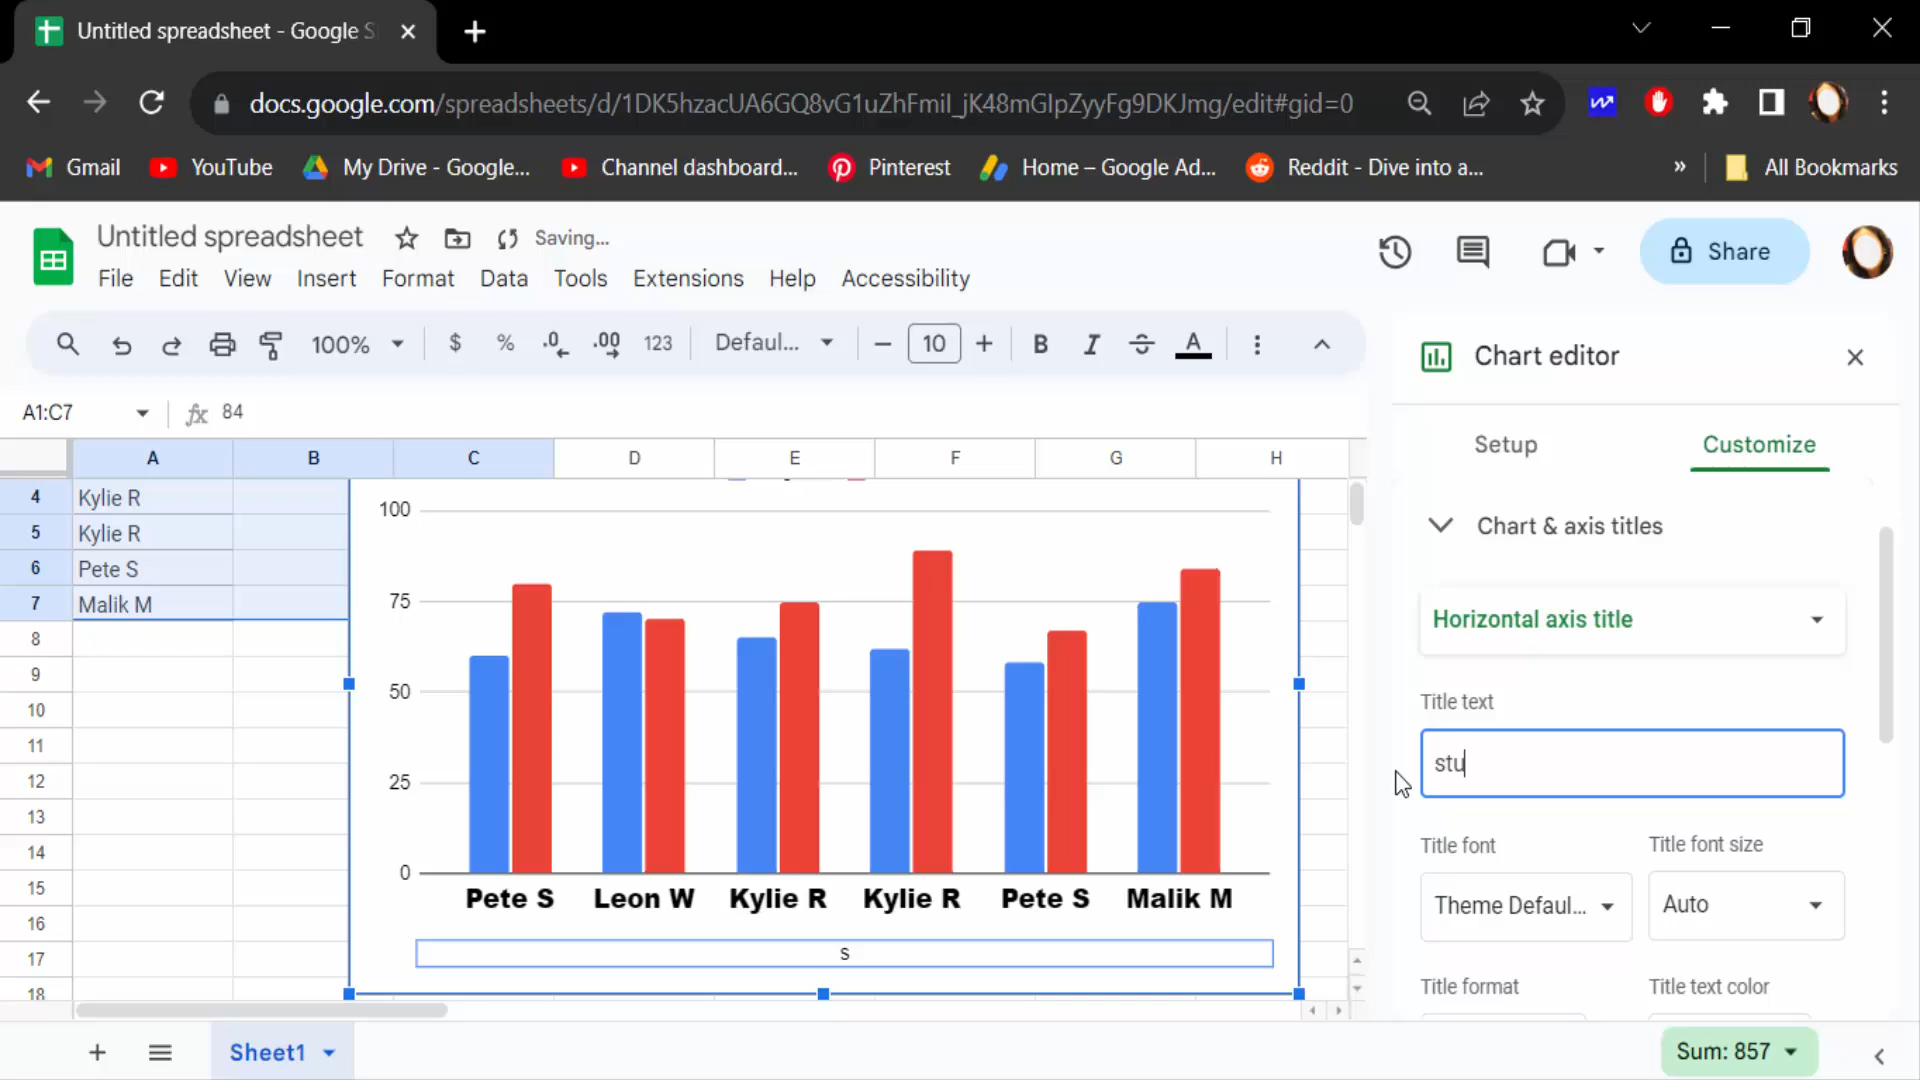 Untitled spreadsheet - Google S
docs.google.com/spreadsheets/d/1DK5hzacUA6GQ8vG1uZhFmiI_jK48mGIpZyyFg9DKJmg/edit#gid=0
Gmail YouTube My Drive - Google... Channel dashboard... Pinterest Home – Google Ad... Reddit - Dive into a... » All Bookmarks
Untitled spreadsheet Saving...
File Edit View Insert Format Data Tools Extensions Help Accessibility
Share
100% $ % .0 .00 123 Defaul... 10 B I S A
Chart editor
A1:C7 fx 84
Setup Customize
A B C D E F G H
4 Kylie R
5 Kylie R
6 Pete S
7 Malik M
8
9
10
11
12
13
14
15
16
17
18
100
75
50
25
0
Pete S Leon W Kylie R Kylie R Pete S Malik M
s
Chart & axis titles
Horizontal axis title
Title text
stu
Title font Title font size
Theme Defaul... Auto
Title format Title text color
Sheet1
Sum: 857